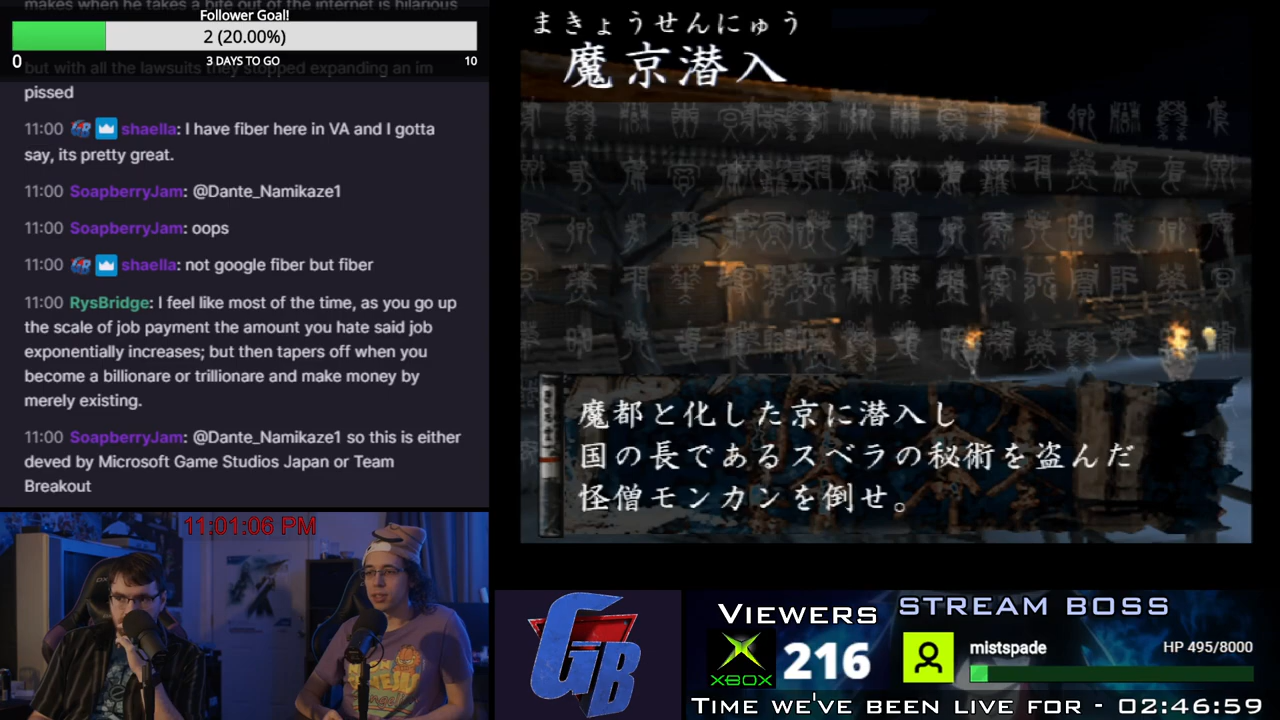 makes when he takes a bite out of the internet is hilarious
Follower Goal!
2 (20.00%)
0
3 DAYS TO GO
10
but with all the lawsuits they stopped expanding an im
pissed
11:00 shaella: I have fiber here in VA and I gotta
say, its pretty great.
11:00 SoapberryJam: @Dante_Namikaze1
11:00 SoapberryJam: oops
11:00 shaella: not google fiber but fiber
11:00 RysBridge: I feel like most of the time, as you go up
the scale of job payment the amount you hate said job
exponentially increases; but then tapers off when you
become a billionare or trillionare and make money by
merely existing.
11:00 SoapberryJam: @Dante_Namikaze1 so this is either
deved by Microsoft Game Studios Japan or Team
Breakout
11:01:06 PM
まきょうせんにゅう
魔京潜入
魔都と化した京に潜入し
国の長であるスベラの秘術を盗んだ
怪僧モンカンを倒せ。
GB
VIEWERS
XBOX
216
STREAM BOSS
mistspade
HP 495/8000
TIME WE'VE BEEN LIVE FOR - 02:46:59